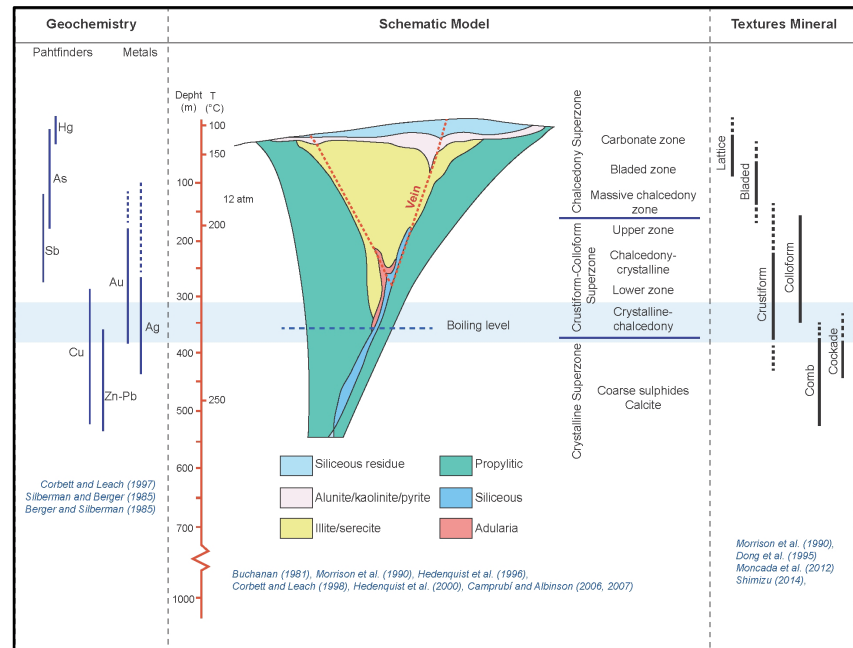 Geochemistry
Schematic Model
Textures Mineral
Pahtfinders
Metals
Hg
As
Sb
Au
Ag
Cu
Zn-Pb
Corbett and Leach (1997)
Silberman and Berger (1985)
Berger and Silberman (1985)
Depht
(m)
T
(°C)
100
150
100
12 atm
200
200
300
400
250
500
600
700
1000
Vein
Boiling level
Siliceous residue
Propylitic
Alunite/kaolinite/pyrite
Siliceous
Illite/serecite
Adularia
Buchanan (1981), Morrison et al. (1990), Hedenquist et al. (1996),
Corbett and Leach (1998), Hedenquist et al. (2000), Camprubí and Albinson (2006, 2007)
Chalcedony Superzone
Carbonate zone
Bladed zone
Massive chalcedony
zone
Crustiform-Colloform
Superzone
Upper zone
Chalcedony-
crystalline
Lower zone
Crystalline-
chalcedony
Crystalline Superzone
Coarse sulphides
Calcite
Lattice
Bladed
Crustiform
Colloform
Comb
Cockade
Morrison et al. (1990),
Dong et al. (1995)
Moncada et al. (2012)
Shimizu (2014),